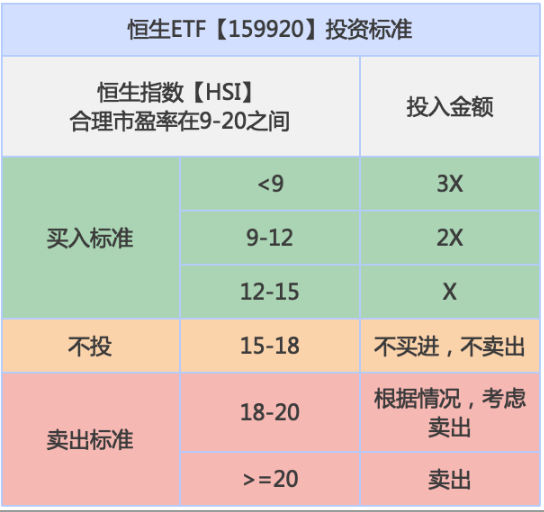 恒生ETF【159920】投资标准
恒生指数【HSI】
合理市盈率在9-20之间
投入金额
买入标准
<9
3X
9-12
2X
12-15
X
不投
15-18
不买进，不卖出
卖出标准
18-20
根据情况，考虑
卖出
>=20
卖出